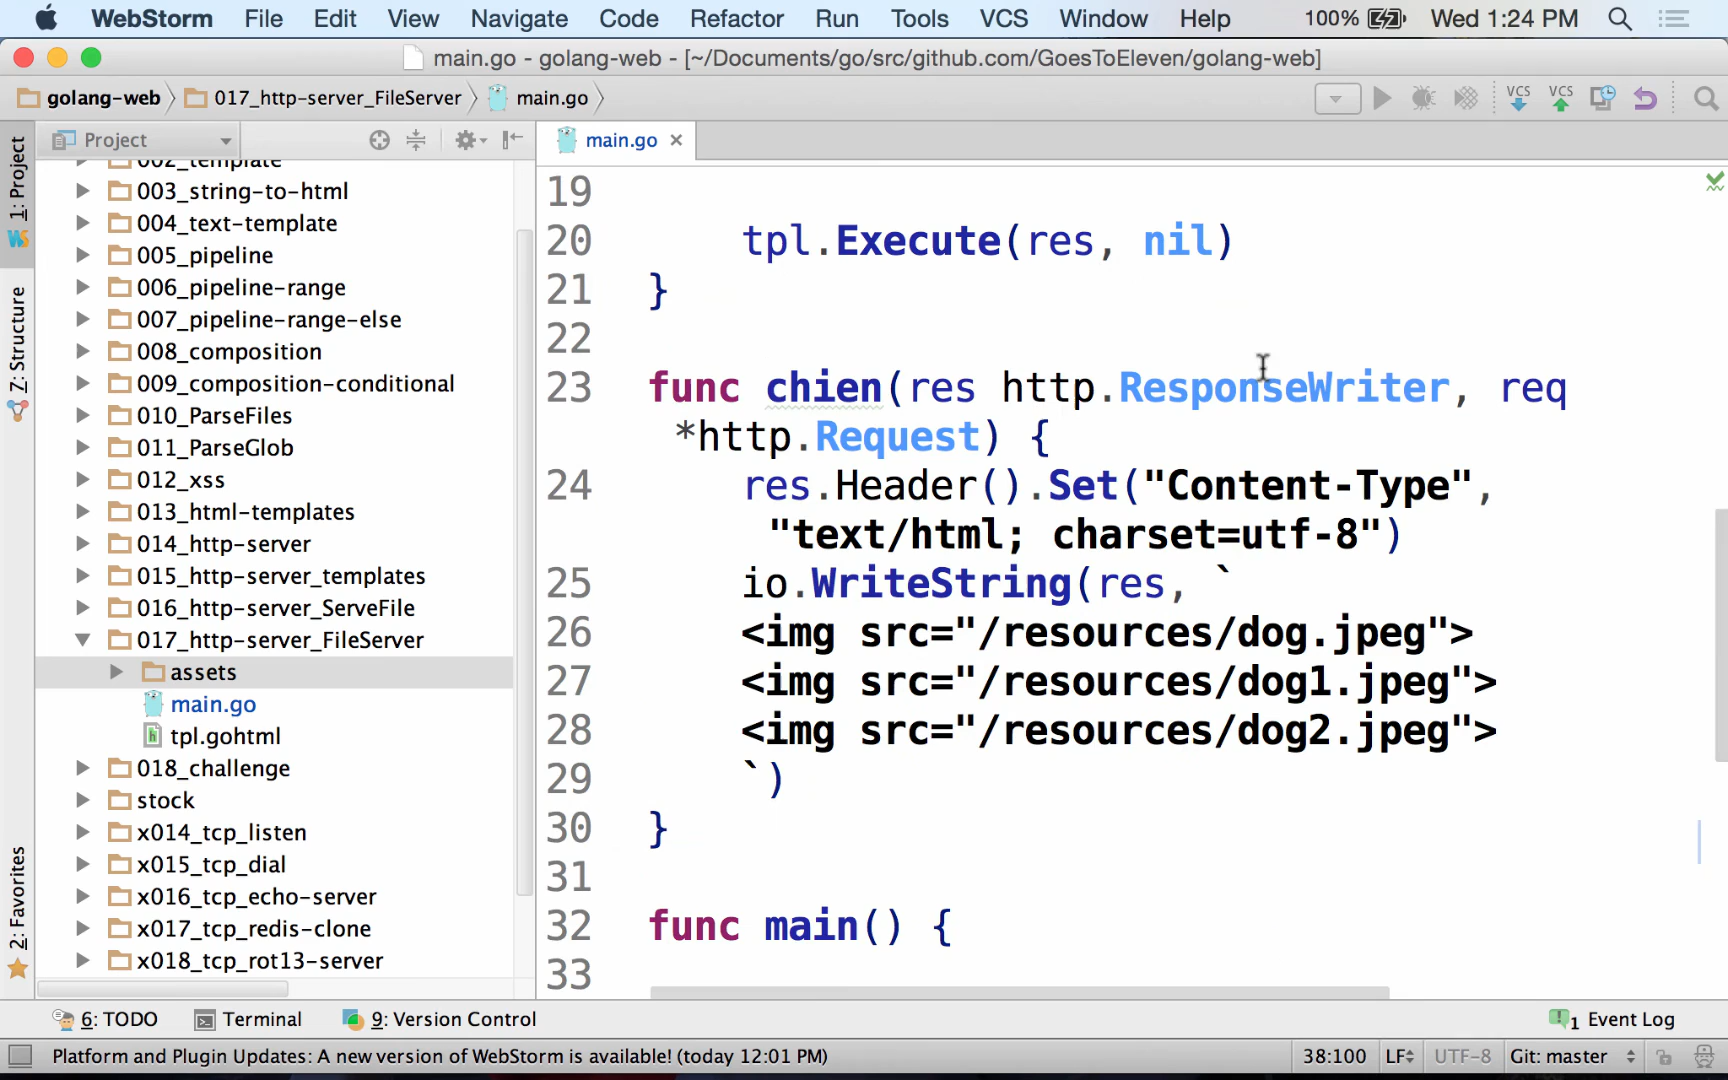 WebStorm File Edit View Navigate Code Refactor Run Tools VCS Window Help 100% Wed 1:24 PM
main.go - golang-web - [~/Documents/go/src/github.com/GoesToEleven/golang-web]
golang-web 017_http-server_FileServer main.go VCS VCS
1: Project
Z: Structure
2: Favorites
Project
002_template
003_string-to-html
004_text-template
005_pipeline
006_pipeline-range
007_pipeline-range-else
008_composition
009_composition-conditional
010_ParseFiles
011_ParseGlob
012_xss
013_html-templates
014_http-server
015_http-server_templates
016_http-server_ServeFile
017_http-server_FileServer
assets
main.go
tpl.gohtml
018_challenge
stock
x014_tcp_listen
x015_tcp_dial
x016_tcp_echo-server
x017_tcp_redis-clone
x018_tcp_rot13-server
main.go
19
20 tpl.Execute(res, nil)
21 }
22
23 func chien(res http.ResponseWriter, req
*http.Request) {
24 res.Header().Set("Content-Type",
"text/html; charset=utf-8")
25 io.WriteString(res, `
26 <img src="/resources/dog.jpeg">
27 <img src="/resources/dog1.jpeg">
28 <img src="/resources/dog2.jpeg">
29 `)
30 }
31
32 func main() {
33
6: TODO Terminal 9: Version Control 1 Event Log
Platform and Plugin Updates: A new version of WebStorm is available! (today 12:01 PM) 38:100 LF UTF-8 Git: master